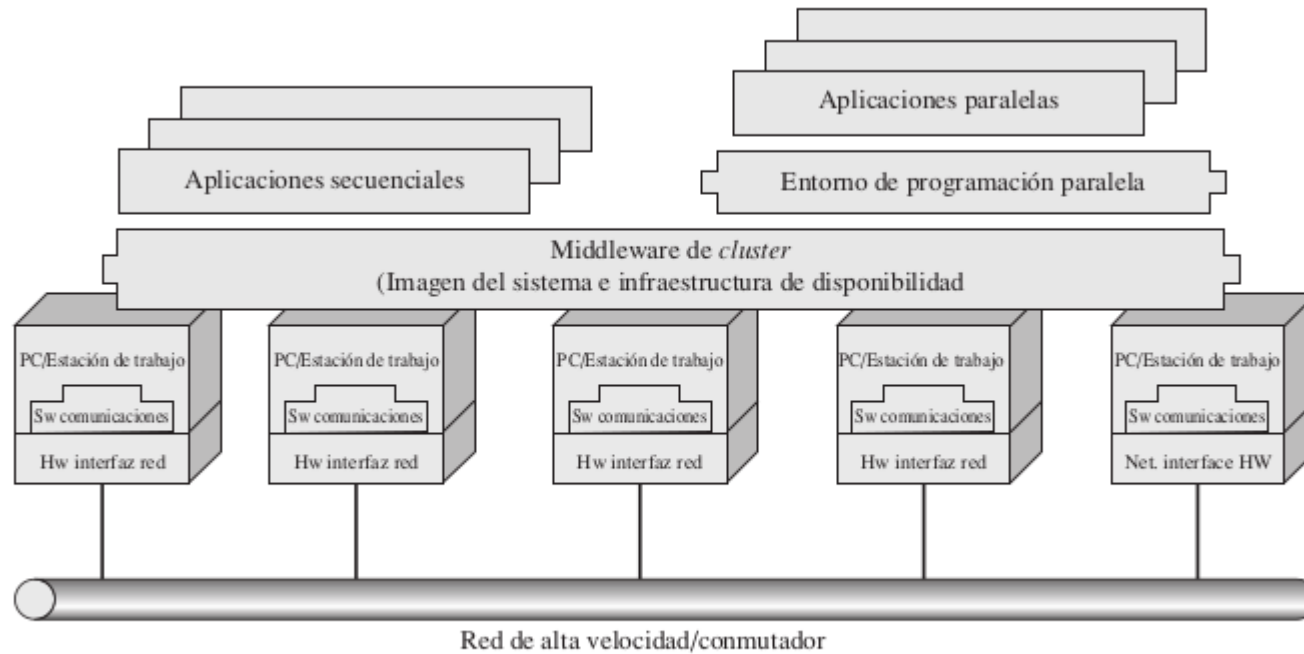 Aplicaciones paralelas
Aplicaciones secuenciales
Entorno de programación paralela
Middleware de cluster
(Imagen del sistema e infraestructura de disponibilidad
PC/Estación de trabajo
Sw comunicaciones
Hw interfaz red
PC/Estación de trabajo
Sw comunicaciones
Hw interfaz red
PC/Estación de trabajo
Sw comunicaciones
Hw interfaz red
PC/Estación de trabajo
Sw comunicaciones
Hw interfaz red
PC/Estación de trabajo
Sw comunicaciones
Net. interface HW
Red de alta velocidad/conmutador